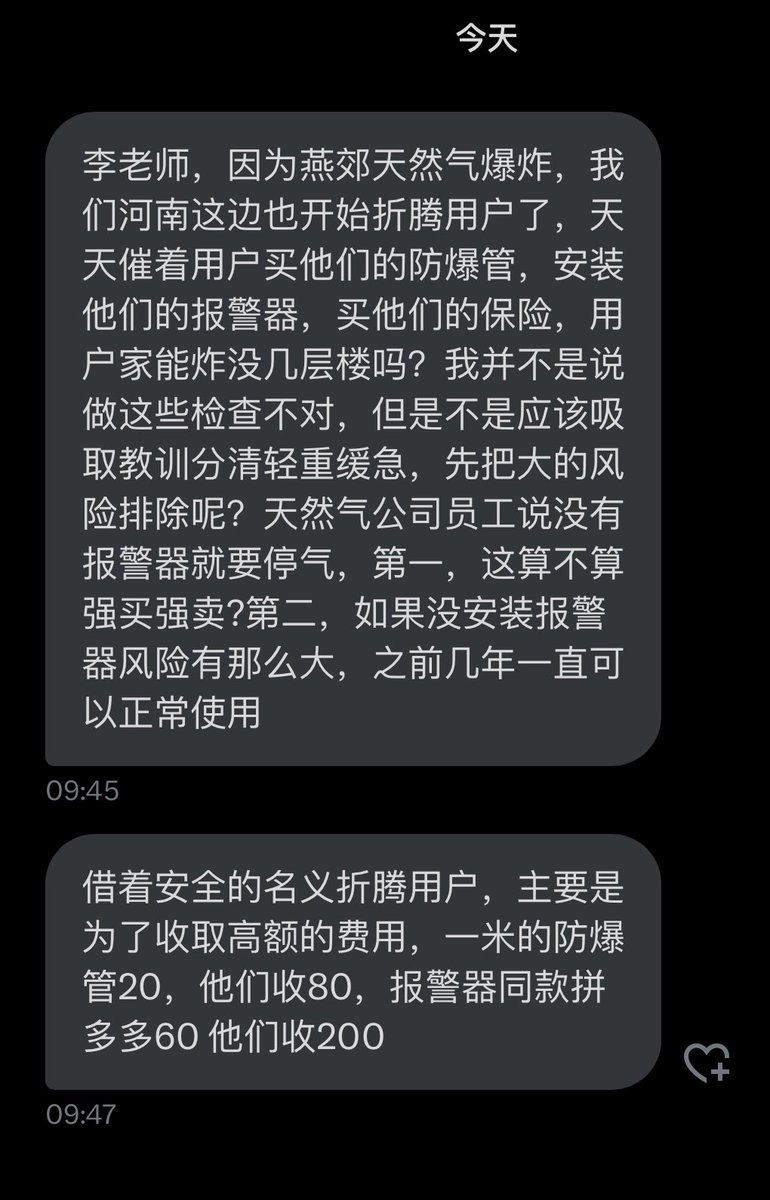 今天
李老师，因为燕郊天然气爆炸，我
们河南这边也开始折腾用户了，天
天催着用户买他们的防爆管，安装
他们的报警器，买他们的保险，用
户家能炸没几层楼吗？我并不是说
做这些检查不对，但是不是应该吸
取教训分清轻重缓急，先把大的风
险排除呢？天然气公司员工说没有
报警器就要停气，第一，这算不算
强买强卖?第二，如果没安装报警
器风险有那么大，之前几年一直可
以正常使用
09:45
借着安全的名义折腾用户，主要是
为了收取高额的费用，一米的防爆
管20，他们收80，报警器同款拼
多多60 他们收200
09:47